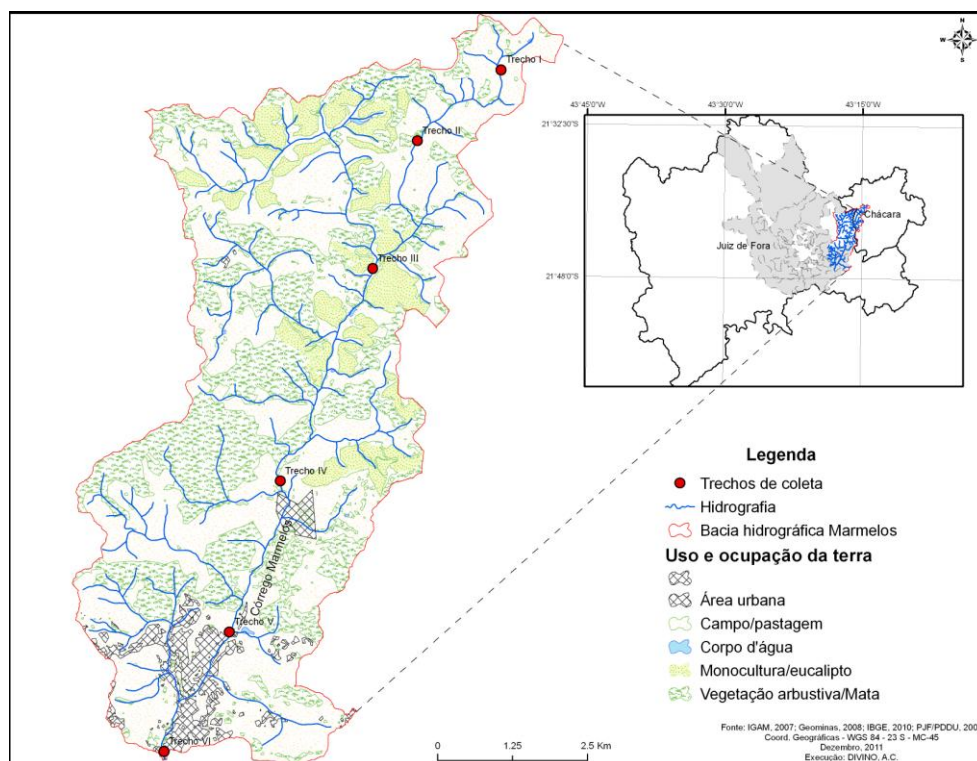 N
W E
S
Trecho I
43°45'0"W 43°30'0"W 43°15'0"W
21°32'30"S
Trecho II
Chácara
Juiz de Fora
Trecho III
21°48'0"S
Trecho IV
Córrego Marmelos
Trecho V
Trecho VI
Legenda
Trechos de coleta
Hidrografia
Bacia hidrográfica Marmelos
Uso e ocupação da terra
Área urbana
Campo/pastagem
Corpo d'água
Monocultura/eucalipto
Vegetação arbustiva/Mata
0 1.25 2.5 Km
Fonte: IGAM, 2007; Geominas, 2008; IBGE, 2010; PJF/PDDU, 200
Coord. Geográficas - WGS 84 - 23 S - MC-45
Dezembro, 2011
Execução: DIVINO, A.C.